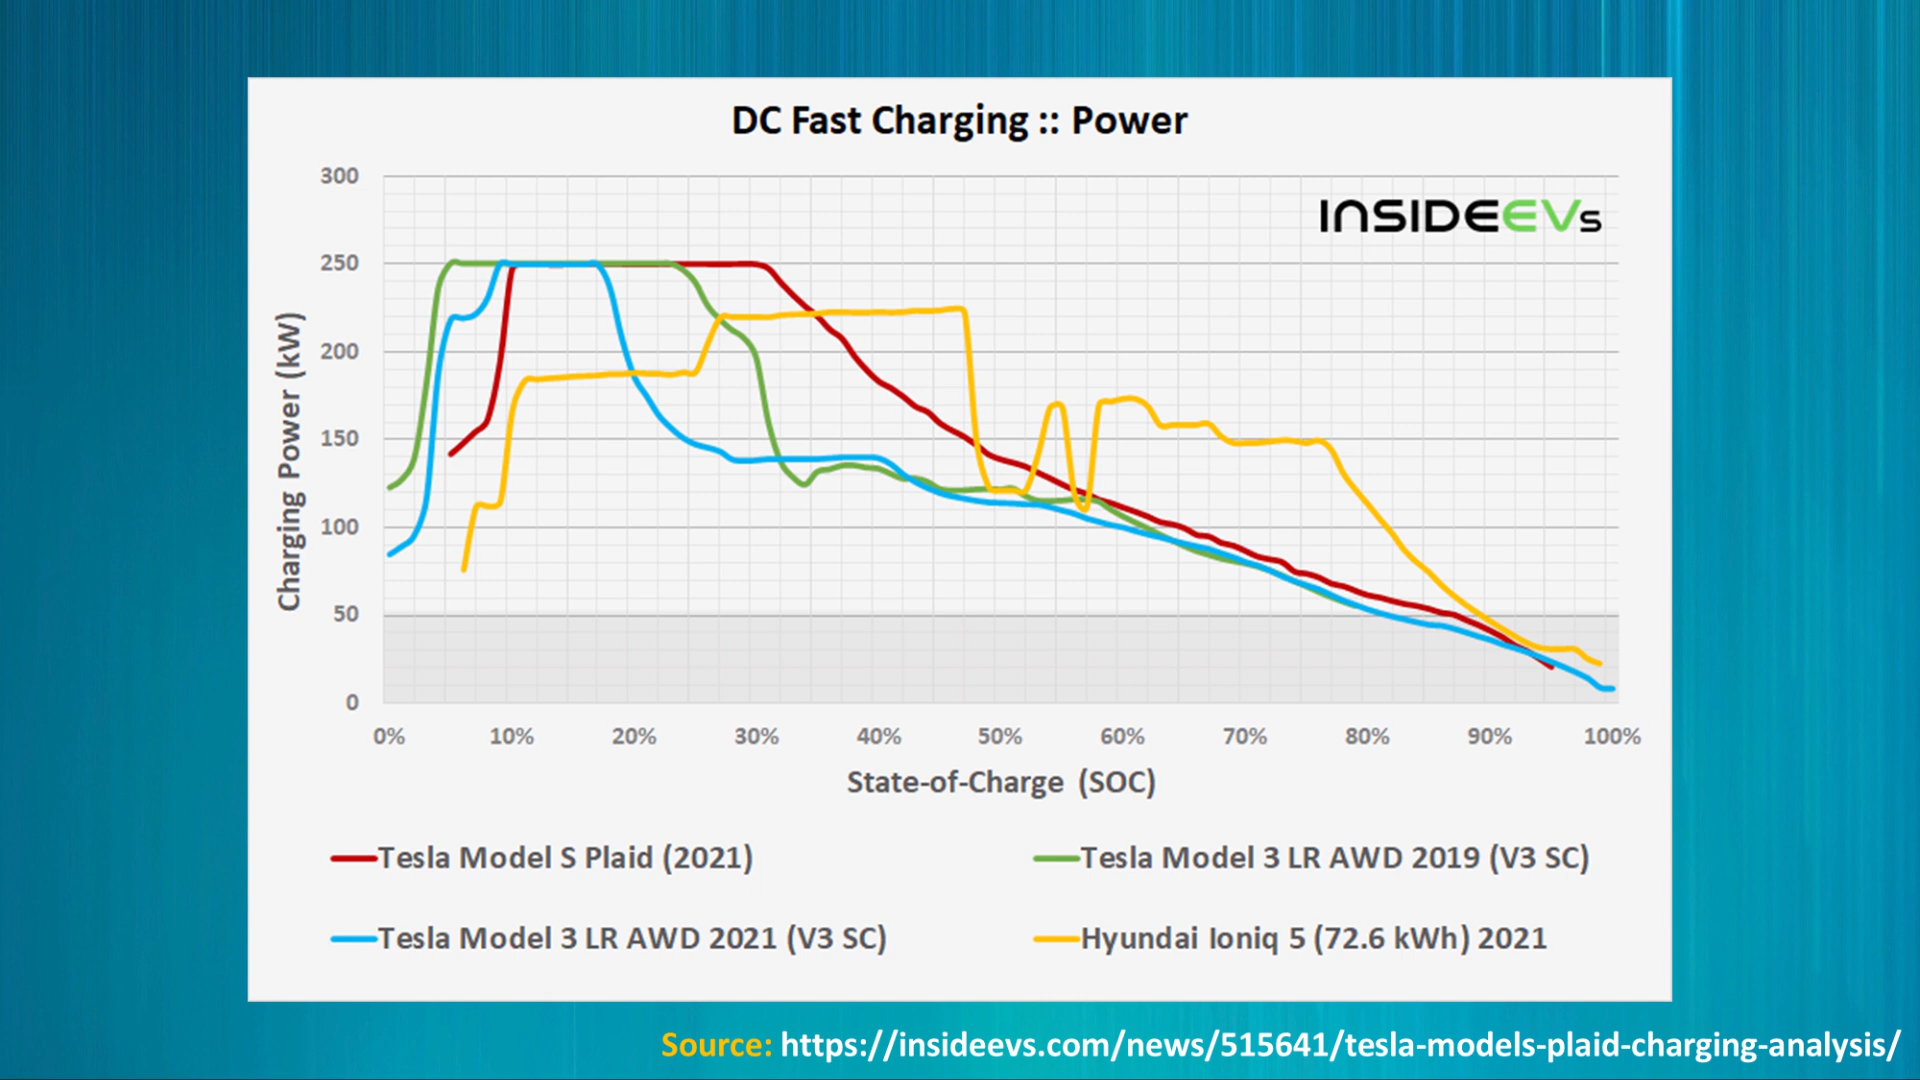 DC Fast Charging :: Power
INSIDEEVs
300
250
200
150
100
50
0
Charging Power (kW)
0% 10% 20% 30% 40% 50% 60% 70% 80% 90% 100%
State-of-Charge (SOC)
Tesla Model S Plaid (2021)
Tesla Model 3 LR AWD 2019 (V3 SC)
Tesla Model 3 LR AWD 2021 (V3 SC)
Hyundai Ioniq 5 (72.6 kWh) 2021
Source: https://insideevs.com/news/515641/tesla-models-plaid-charging-analysis/